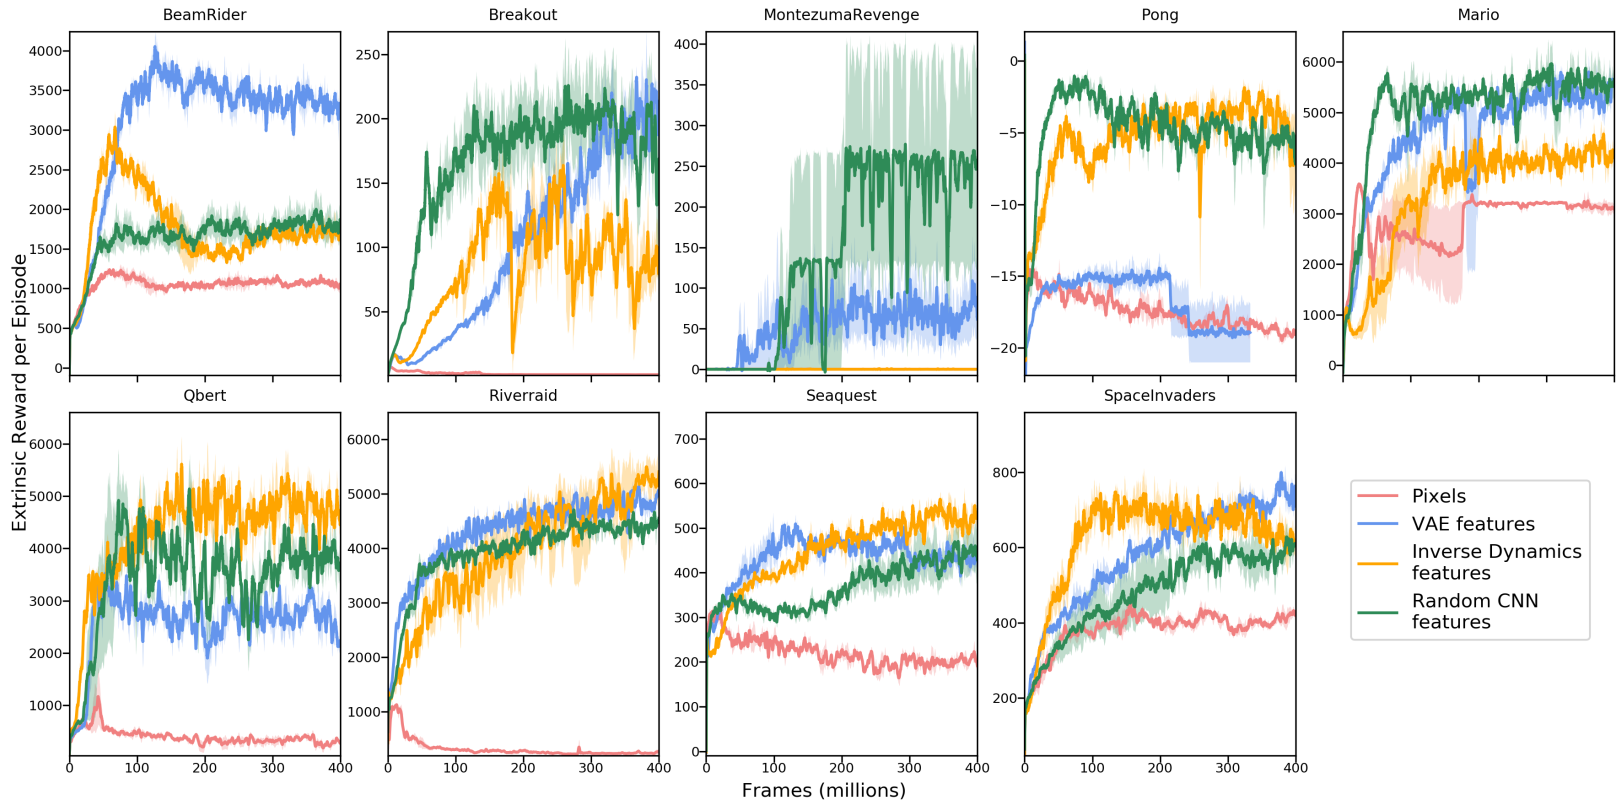 BeamRider
Breakout
MontezumaRevenge
Pong
Mario
4000
3500
3000
2500
2000
1500
1000
500
0
250
200
150
100
50
400
350
300
250
200
150
100
50
0
0
−5
−10
−15
−20
6000
5000
4000
3000
2000
1000
0
Extrinsic Reward per Episode
Qbert
Riverraid
Seaquest
SpaceInvaders
6000
5000
4000
3000
2000
1000
0 100 200 300 400
6000
5000
4000
3000
2000
1000
0 100 200 300 400
700
600
500
400
300
200
100
0
0 100 200 300 400
800
600
400
200
0 100 200 300 400
Frames (millions)
Pixels
VAE features
Inverse Dynamics
features
Random CNN
features